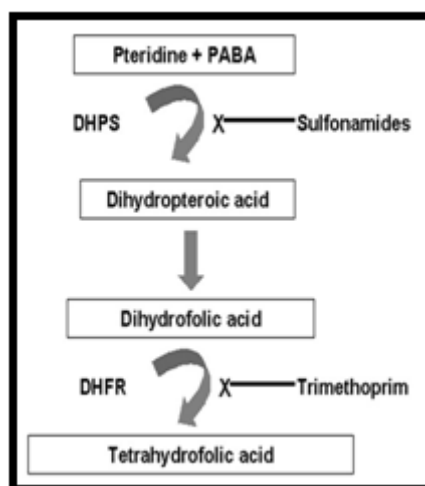 Pteridine + PABA
DHPS X Sulfonamides
Dihydropteroic acid
Dihydrofolic acid
DHFR X Trimethoprim
Tetrahydrofolic acid